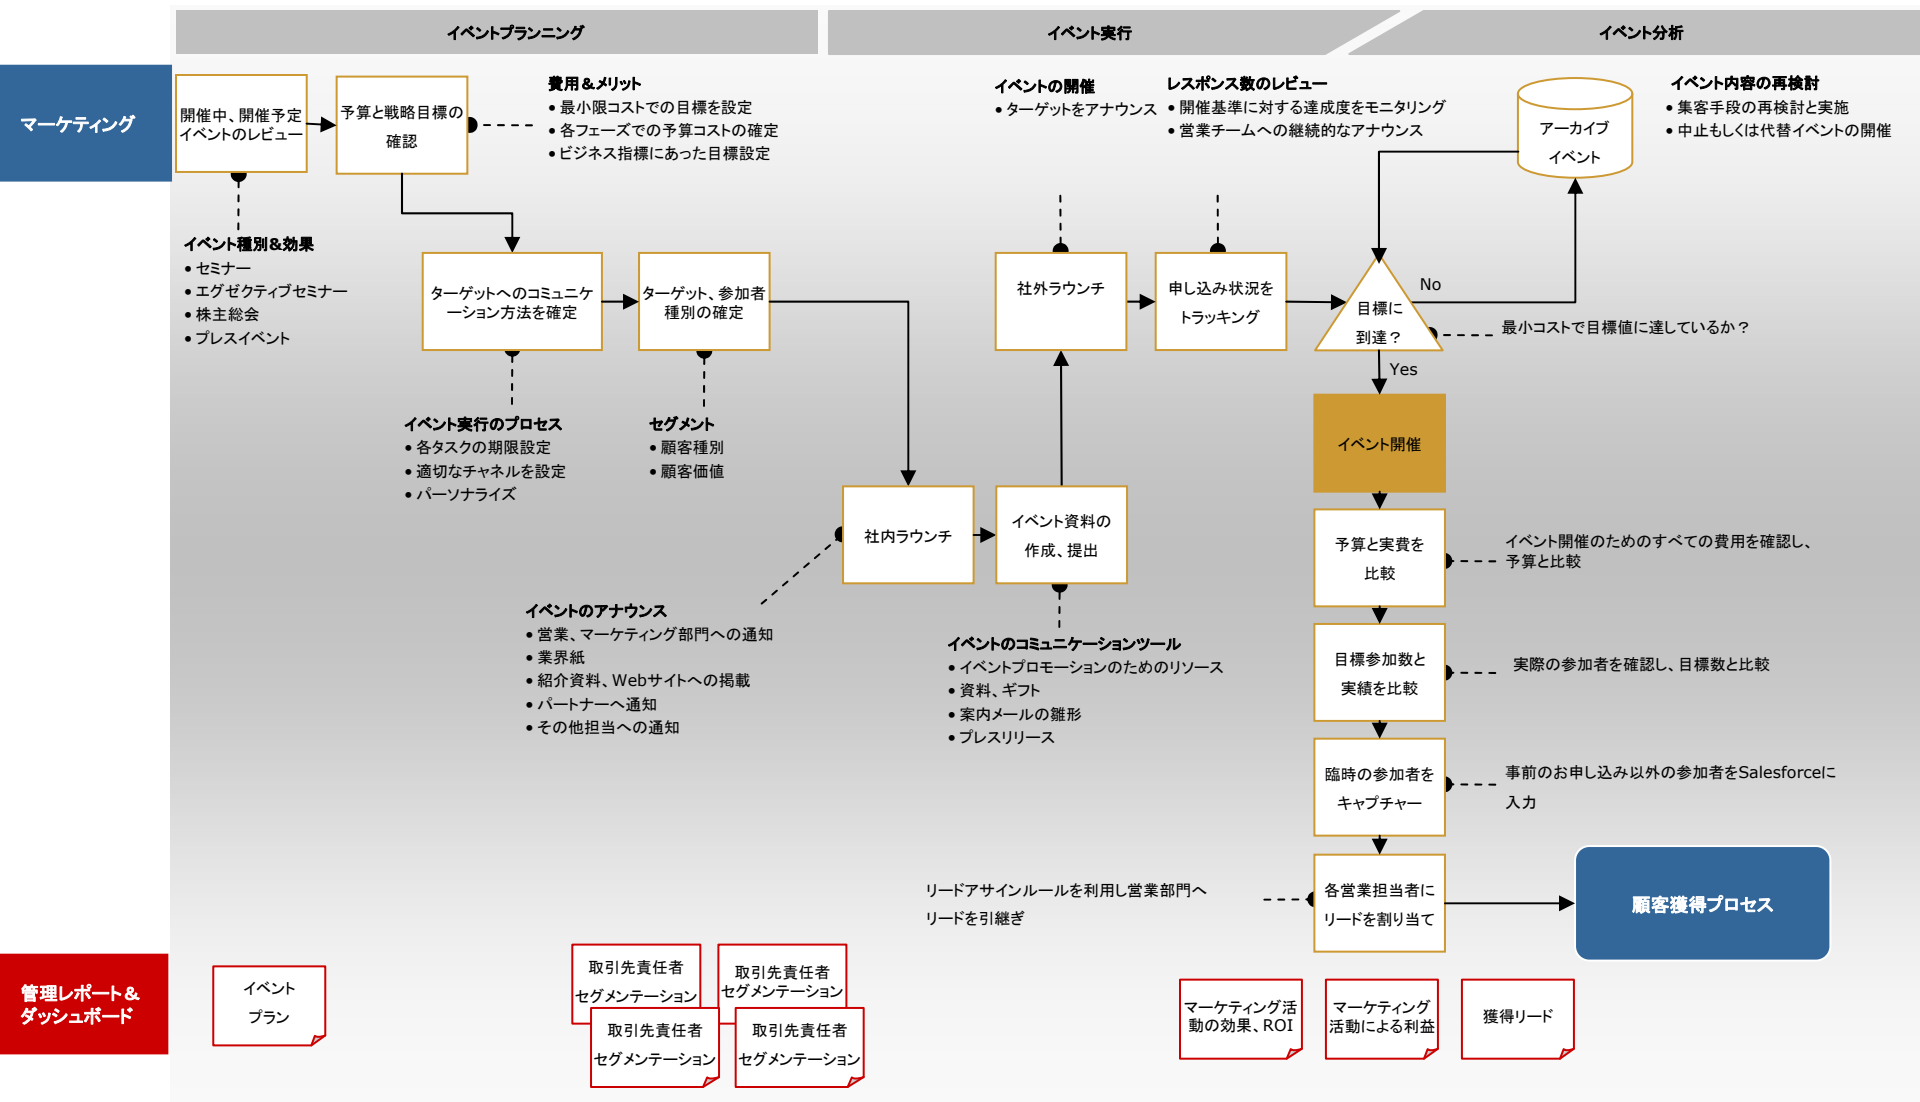 イベントプランニング
イベント実行
イベント分析
マーケティング
開催中、開催予定
イベントのレビュー
予算と戦略目標の
確認
費用＆メリット
• 最小限コストでの目標を設定
• 各フェーズでの予算コストの確定
• ビジネス指標にあった目標設定
イベントの開催
• ターゲットをアナウンス
レスポンス数のレビュー
• 開催基準に対する達成度をモニタリング
• 営業チームへの継続的なアナウンス
アーカイブ
イベント
イベント内容の再検討
• 集客手段の再検討と実施
• 中止もしくは代替イベントの開催
イベント種別&効果
• セミナー
• エグゼクティブセミナー
• 株主総会
• プレスイベント
ターゲットへのコミュニケ
ーション方法を確定
ターゲット、参加者
種別の確定
社外ラウンチ
申し込み状況を
トラッキング
目標に
到達？
No
最小コストで目標値に達しているか？
Yes
イベント実行のプロセス
• 各タスクの期限設定
• 適切なチャネルを設定
• パーソナライズ
セグメント
• 顧客種別
• 顧客価値
イベント開催
社内ラウンチ
イベント資料の
作成、提出
予算と実費を
比較
イベント開催のためのすべての費用を確認し、
予算と比較
イベントのアナウンス
• 営業、マーケティング部門への通知
• 業界紙
• 紹介資料、Webサイトへの掲載
• パートナーへ通知
• その他担当への通知
イベントのコミュニケーションツール
• イベントプロモーションのためのリソース
• 資料、ギフト
• 案内メールの雛形
• プレスリリース
目標参加数と
実績を比較
実際の参加者を確認し、目標数と比較
臨時の参加者を
キャプチャー
事前のお申し込み以外の参加者をSalesforceに
入力
リードアサインルールを利用し営業部門へ
リードを引継ぎ
各営業担当者に
リードを割り当て
顧客獲得プロセス
管理レポート＆
ダッシュボード
イベント
プラン
取引先責任者
セグメンテーション
取引先責任者
セグメンテーション
取引先責任者
セグメンテーション
取引先責任者
セグメンテーション
マーケティング活
動の効果、ROI
マーケティング
活動による利益
獲得リード